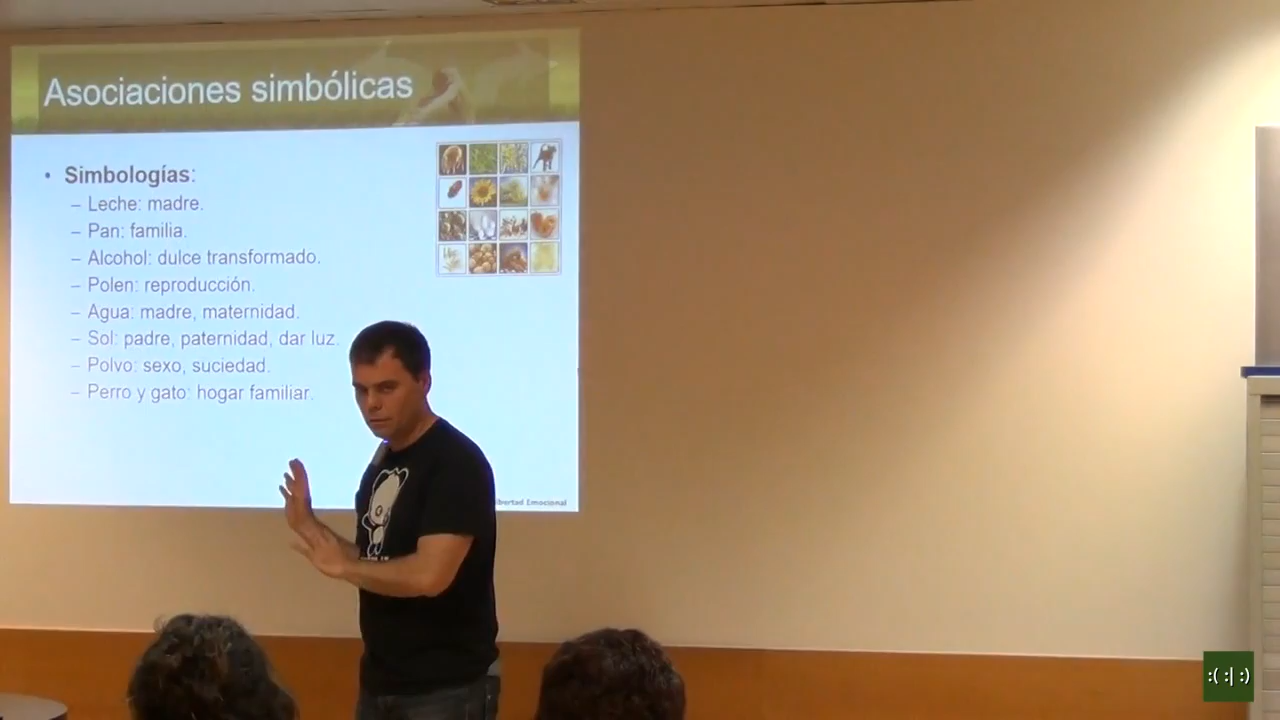 Asociaciones simbólicas
• Simbologías:
– Leche: madre.
– Pan: familia.
– Alcohol: dulce transformado.
– Polen: reproducción.
– Agua: madre, maternidad.
– Sol: padre, paternidad, dar luz.
– Polvo: sexo, suciedad.
– Perro y gato: hogar familiar.
Emocional
:( :| :)